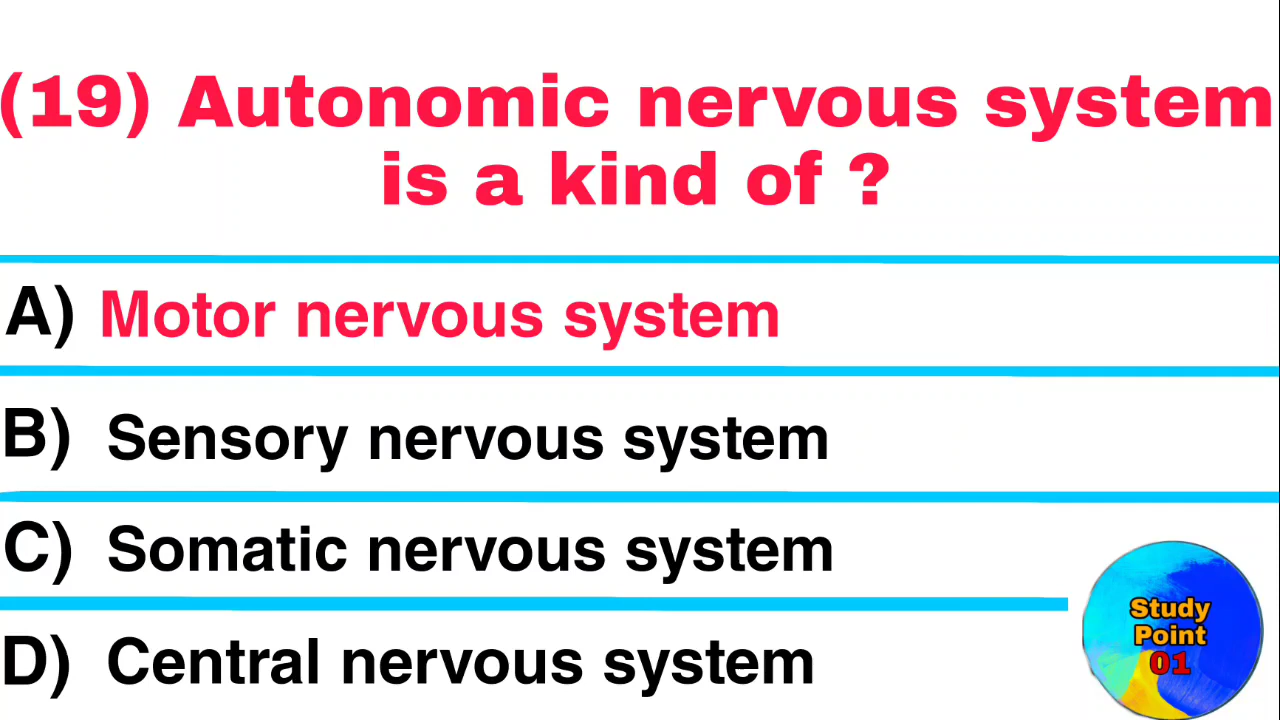 (19) Autonomic nervous system
is a kind of ?
A) Motor nervous system
B) Sensory nervous system
C) Somatic nervous system
D) Central nervous system
Study
Point
01